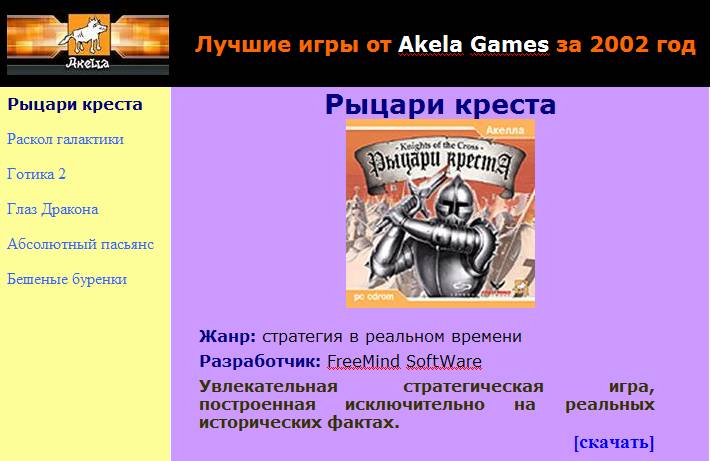 Akella
Лучшие игры от Akela Games за 2002 год
Рыцари креста
Раскол галактики
Готика 2
Глаз Дракона
Абсолютный пасьянс
Бешеные буренки
Рыцари креста
Акелла
- Knights of the Cross -
Рыцари креста
pc cdrom
Жанр: стратегия в реальном времени
Разработчик: FreeMind SoftWare
Увлекательная стратегическая игра,
построенная исключительно на реальных
исторических фактах.
[скачать]